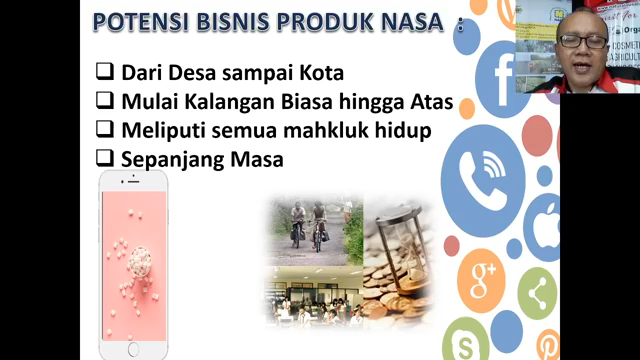 POTENSI BISNIS PRODUK NASA :
❑ Dari Desa sampai Kota
❑ Mulai Kalangan Biasa hingga Atas
❑ Meliputi semua mahkluk hidup
❑ Sepanjang Masa